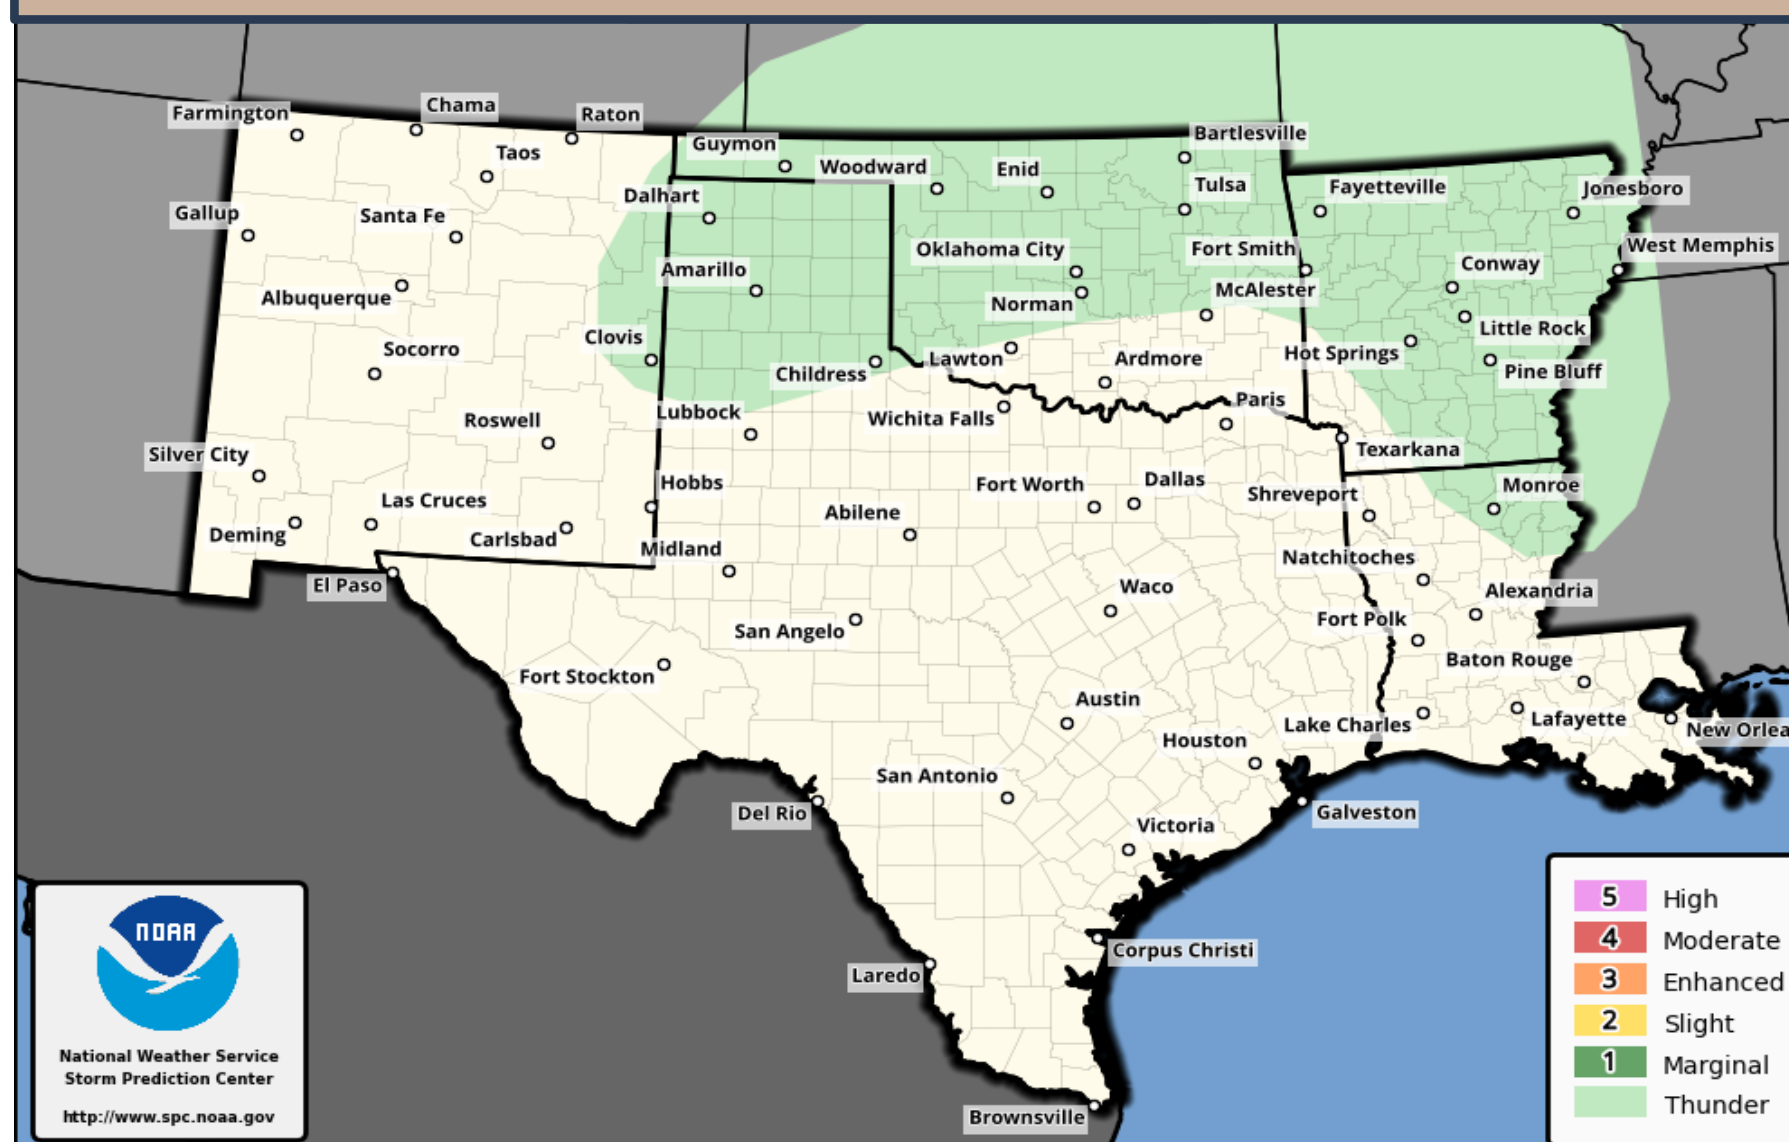 Farmington
Chama
Raton
Taos
Guymon
Woodward
Enid
Bartlesville
Dalhart
Tulsa
Fayetteville
Jonesboro
Gallup
Santa Fe
Oklahoma City
Fort Smith
Conway
West Memphis
Amarillo
McAlester
Albuquerque
Norman
Little Rock
Clovis
Socorro
Lawton
Ardmore
Hot Springs
Childress
Pine Bluff
Lubbock
Wichita Falls
Paris
Roswell
Texarkana
Silver City
Hobbs
Fort Worth
Dallas
Shreveport
Monroe
Las Cruces
Abilene
Deming
Carlsbad
Midland
Natchitoches
El Paso
Waco
Alexandria
Fort Polk
San Angelo
Baton Rouge
Fort Stockton
Austin
Lake Charles
Lafayette
New Orlea
Houston
San Antonio
Del Rio
Galveston
Victoria
Corpus Christi
Laredo
Brownsville
NOAA
National Weather Service
Storm Prediction Center
http://www.spc.noaa.gov
5 High
4 Moderate
3 Enhanced
2 Slight
1 Marginal
Thunder